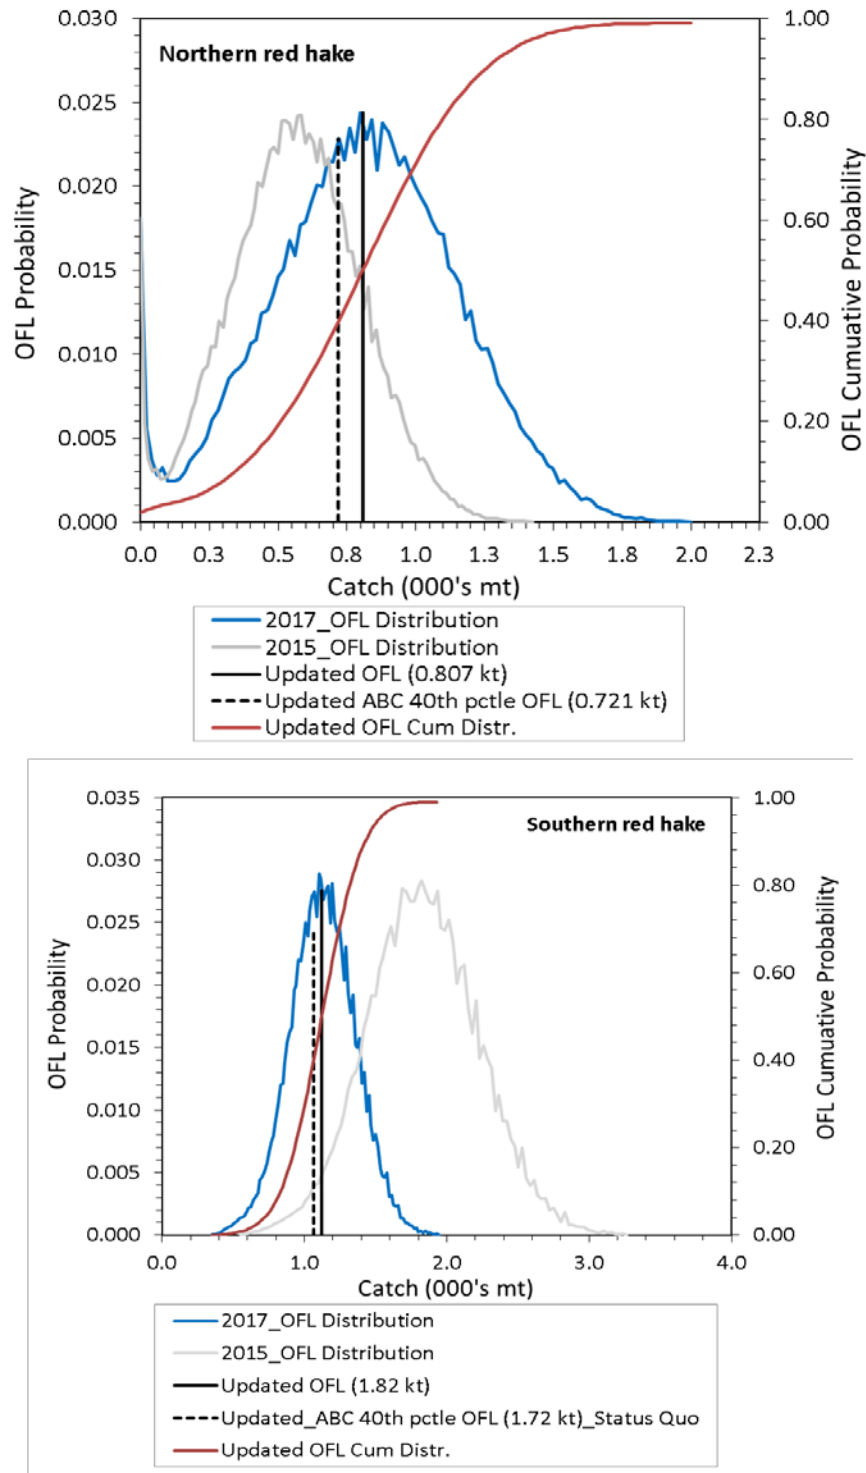 Northern red hake
OFL Probability
0.030
0.025
0.020
0.015
0.010
0.005
0.000
1.00
0.80
0.60
0.40
0.20
0.00
OFL Cumuative Probability
0.0 0.3 0.5 0.8 1.0 1.3 1.5 1.8 2.0 2.3
Catch (000's mt)
2017_OFL Distribution
2015_OFL Distribution
Updated OFL (0.807 kt)
Updated ABC 40th pctle OFL (0.721 kt)
Updated OFL Cum Distr.
Southern red hake
OFL Probability
0.035
0.030
0.025
0.020
0.015
0.010
0.005
0.000
1.00
0.80
0.60
0.40
0.20
0.00
OFL Cumuative Probability
0.0 1.0 2.0 3.0 4.0
Catch (000's mt)
2017_OFL Distribution
2015_OFL Distribution
Updated OFL (1.82 kt)
Updated_ABC 40th pctle OFL (1.72 kt)_Status Quo
Updated OFL Cum Distr.